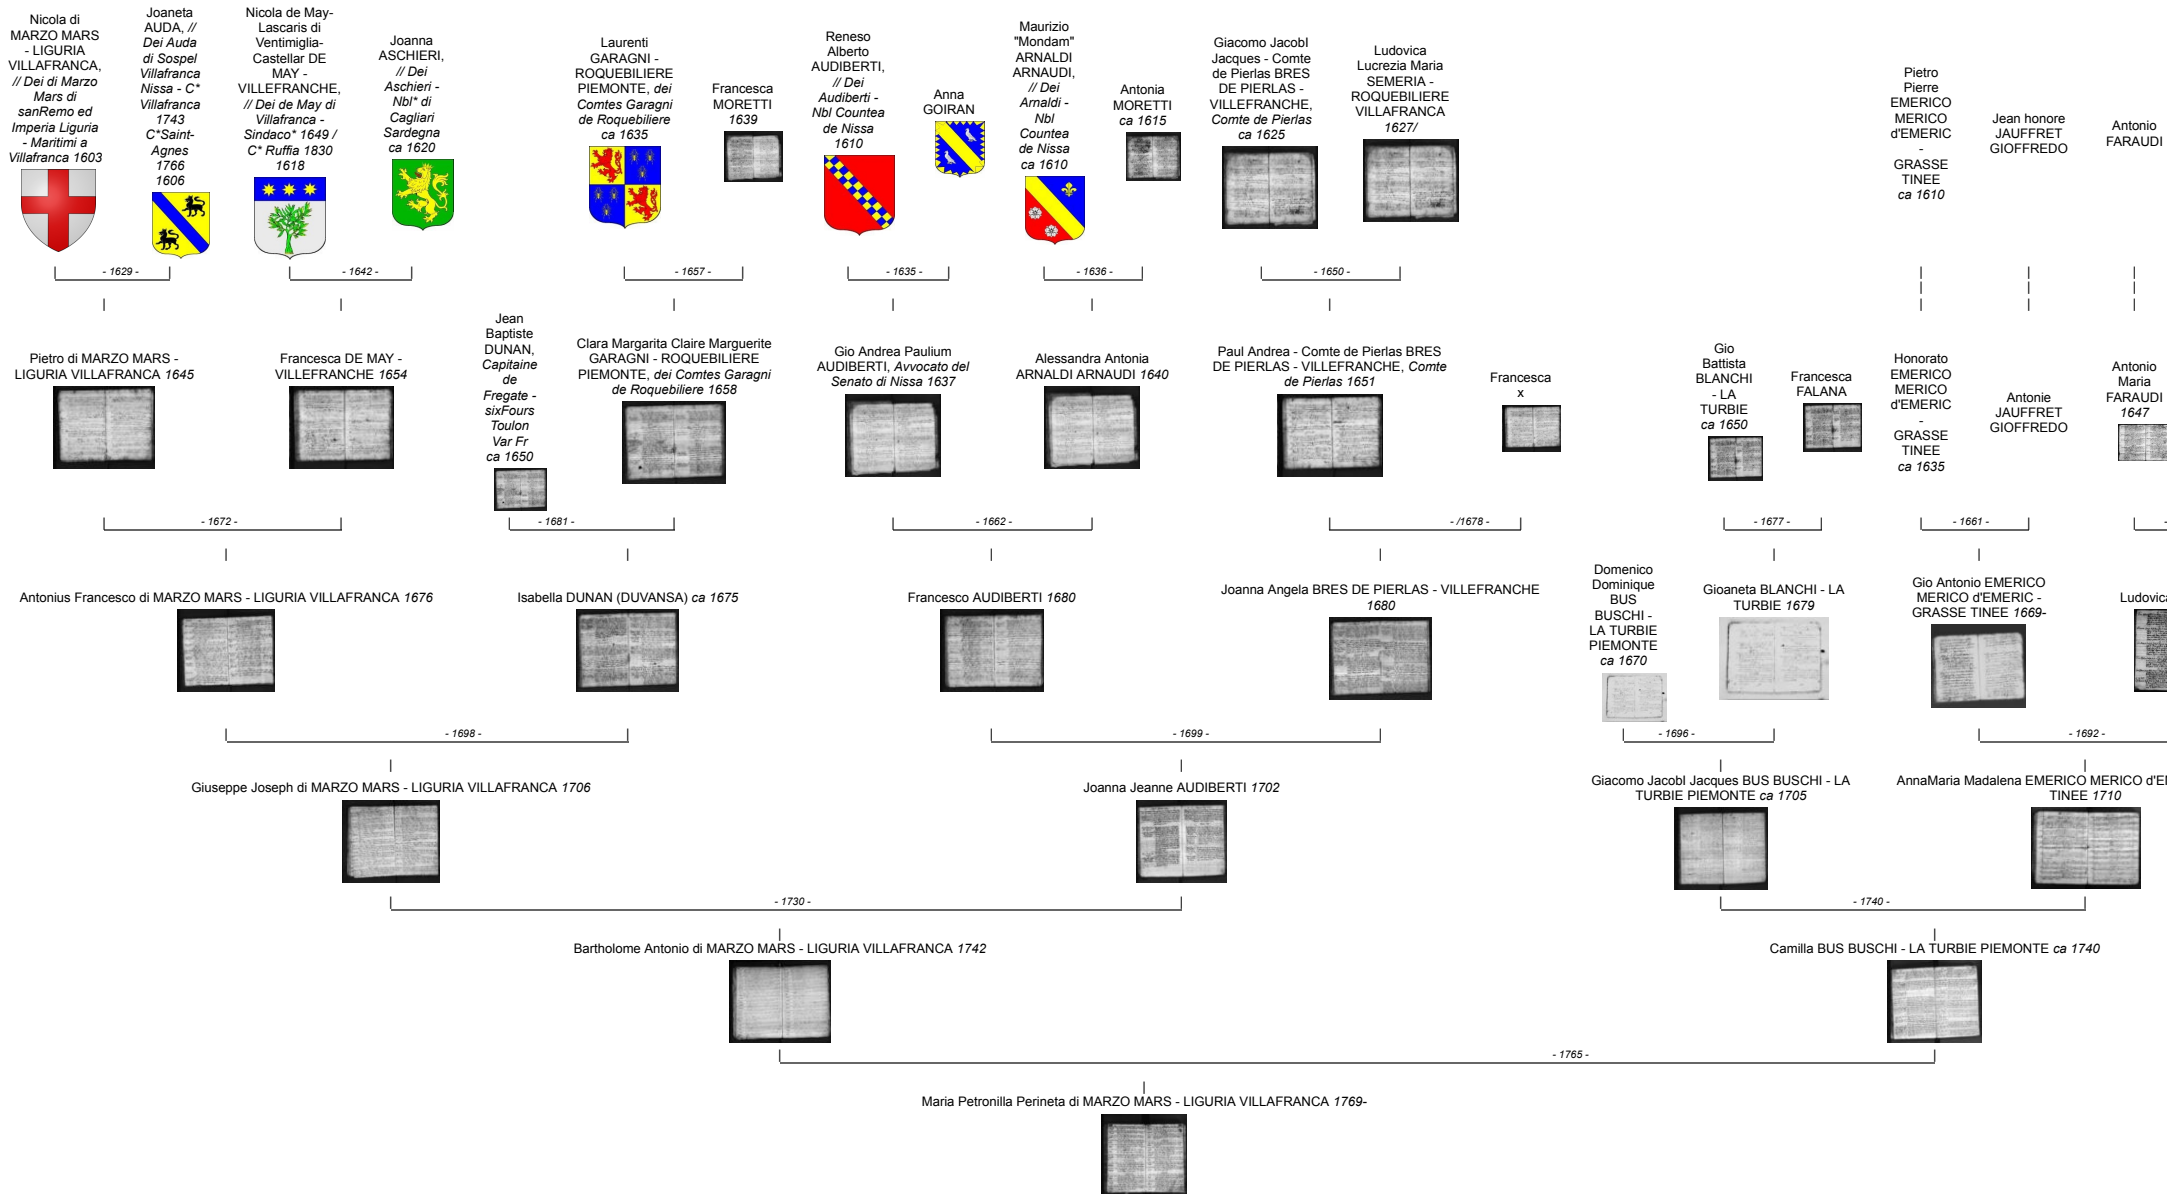 Nicola di
MARZO MARS
- LIGURIA
VILLAFRANCA,
// Dei di Marzo
Mars di
sanRemo ed
Imperia Liguria
- Maritimi a
Villafranca 1603
Joaneta
AUDA, //
Dei Auda
di Sospel
Villafranca
Nissa - C*
Villafranca
1743
C*Saint-
Agnes
1766
1606
Nicola de May-
Lascaris di
Ventimiglia-
Castellar DE
MAY -
VILLEFRANCHE,
// Dei de May di
Villafranca -
Sindaco* 1649 /
C* Ruffia 1830
1618
Joanna
ASCHIERI,
// Dei
Aschieri -
Nbl* di
Cagliari
Sardegna
ca 1620
Laurenti
GARAGNI -
ROQUEBILIERE
PIEMONTE, dei
Comtes Garagni
de Roquebiliere
ca 1635
Francesca
MORETTI
1639
Reneso
Alberto
AUDIBERTI,
// Dei
Audiberti -
Nbl Countea
de Nissa
1610
Anna
GOIRAN
Maurizio
"Mondam"
ARNALDI
ARNAUDI,
// Dei
Arnaldi -
Nbl
Countea
de Nissa
ca 1610
Antonia
MORETTI
ca 1615
Giacomo Jacobl
Jacques - Comte
de Pierlas BRES
DE PIERLAS -
VILLEFRANCHE,
Comte de Pierlas
ca 1625
Ludovica
Lucrezia Maria
SEMERIA -
ROQUEBILIERE
VILLAFRANCA
1627/
Pietro
Pierre
EMERICO
MERICO
d'EMERIC
-
GRASSE
TINEE
ca 1610
Jean honore
JAUFFRET
GIOFFREDO
Antonio
FARAUDI
- 1629 -
- 1642 -
- 1657 -
- 1635 -
- 1636 -
- 1650 -
Pietro di MARZO MARS -
LIGURIA VILLAFRANCA 1645
Francesca DE MAY -
VILLEFRANCHE 1654
Jean
Baptiste
DUNAN,
Capitaine
de
Fregate -
sixFours
Toulon
Var Fr
ca 1650
Clara Margarita Claire Marguerite
GARAGNI - ROQUEBILIERE
PIEMONTE, dei Comtes Garagni
de Roquebiliere 1658
Gio Andrea Paulium
AUDIBERTI, Avvocato del
Senato di Nissa 1637
Alessandra Antonia
ARNALDI ARNAUDI 1640
Paul Andrea - Comte de Pierlas BRES
DE PIERLAS - VILLEFRANCHE, Comte
de Pierlas 1651
Francesca
x
Gio
Battista
BLANCHI
- LA
TURBIE
ca 1650
Francesca
FALANA
Honorato
EMERICO
MERICO
d'EMERIC
-
GRASSE
TINEE
ca 1635
Antonie
JAUFFRET
GIOFFREDO
Antonio
Maria
FARAUDI
1647
- 1672 -
- 1681 -
- 1662 -
- /1678 -
- 1677 -
- 1661 -
-
Antonius Francesco di MARZO MARS - LIGURIA VILLAFRANCA 1676
Isabella DUNAN (DUVANSA) ca 1675
Francesco AUDIBERTI 1680
Joanna Angela BRES DE PIERLAS - VILLEFRANCHE
1680
Domenico
Dominique
BUS
BUSCHI -
LA TURBIE
PIEMONTE
ca 1670
Gioaneta BLANCHI - LA
TURBIE 1679
Gio Antonio EMERICO
MERICO d'EMERIC -
GRASSE TINEE 1669-
Ludovica
- 1698 -
- 1699 -
- 1696 -
- 1692 -
Giuseppe Joseph di MARZO MARS - LIGURIA VILLAFRANCA 1706
Joanna Jeanne AUDIBERTI 1702
Giacomo Jacobl Jacques BUS BUSCHI - LA
TURBIE PIEMONTE ca 1705
AnnaMaria Madalena EMERICO MERICO
TINEE 1710
- 1730 -
- 1740 -
Bartholome Antonio di MARZO MARS - LIGURIA VILLAFRANCA 1742
Camilla BUS BUSCHI - LA TURBIE PIEMONTE ca 1740
- 1765 -
Maria Petronilla Perineta di MARZO MARS - LIGURIA VILLAFRANCA 1769-